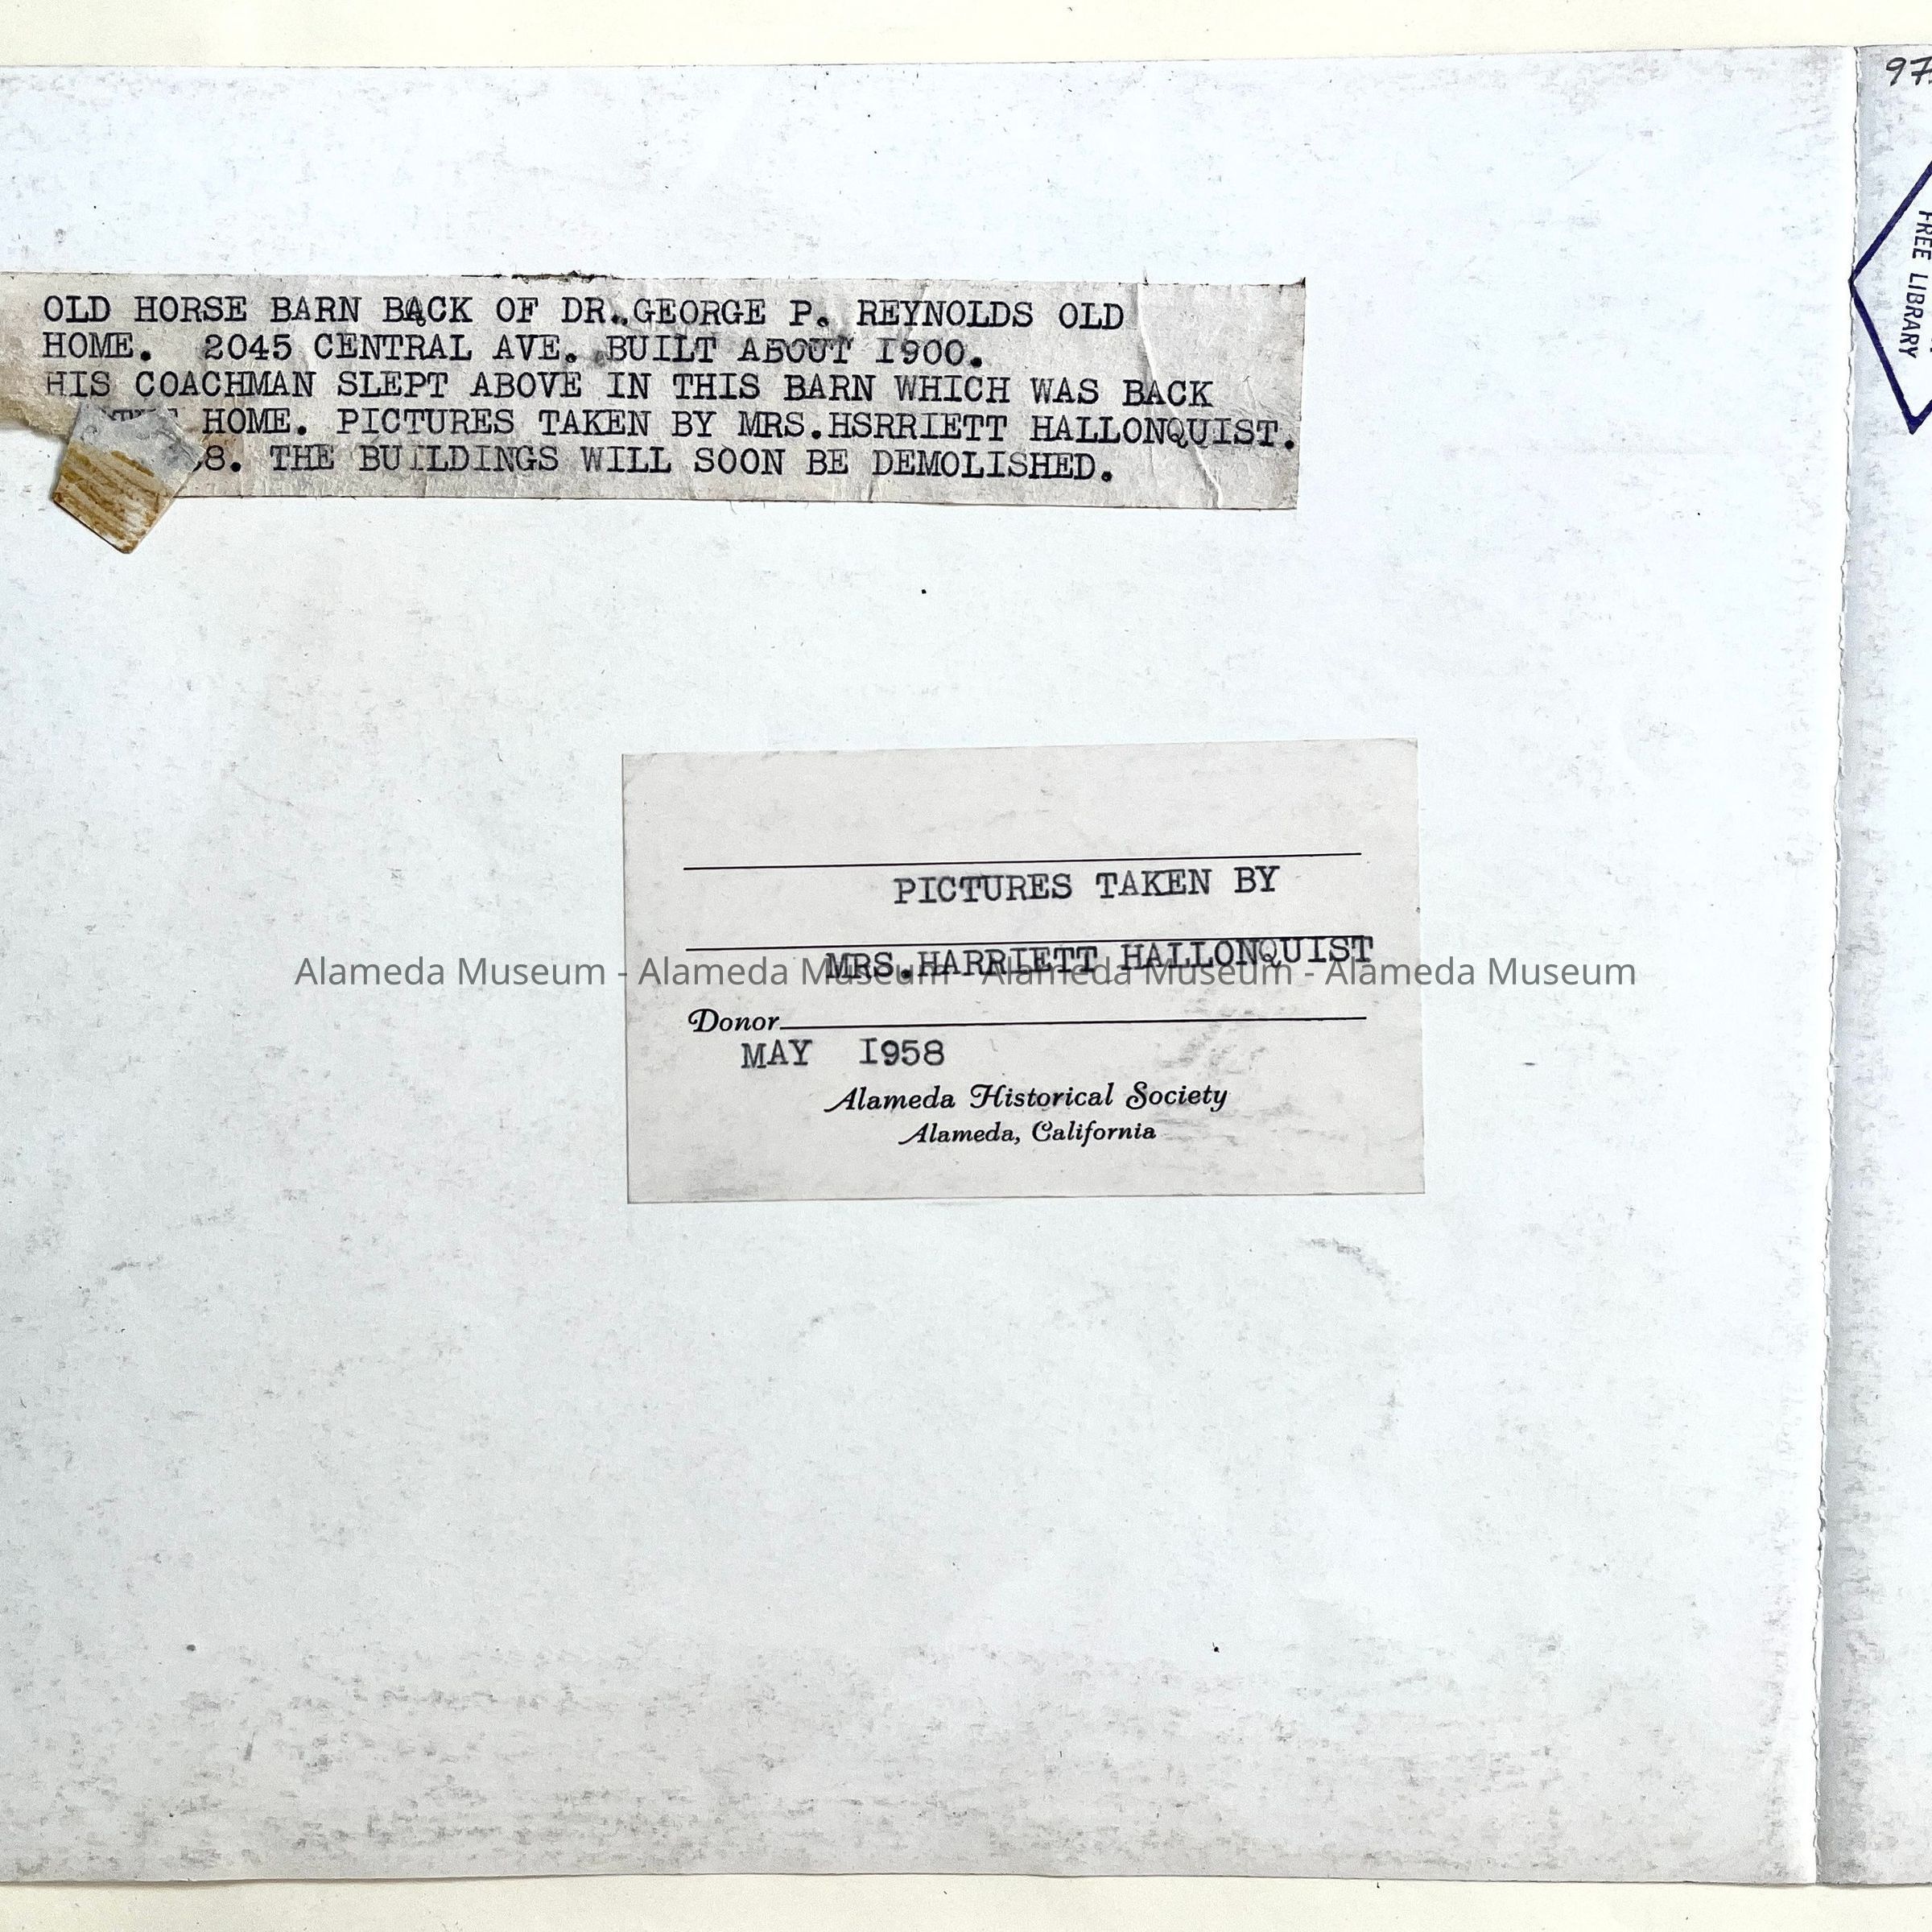 97
FREE LIBRARY
OLD HORSE BARN BACK OF DR..GEORGE P. REYNOLDS OLD
HOME. 2045 CENTRAL AVE. BUILT ABOUT I900.
HIS COACHMAN SLEPT ABOVE IN THIS BARN WHICH WAS BACK
HOME. PICTURES TAKEN BY MRS.HSRRIETT HALLONQUIST.
8. THE BUILDINGS WILL SOON BE DEMOLISHED.
PICTURES TAKEN BY
MRS.HARRIETT HALLONQUIST
Alameda Museum - Alameda Museum - Alameda Museum - Alameda Museum
Donor
MAY I958
Alameda Historical Society
Alameda, California